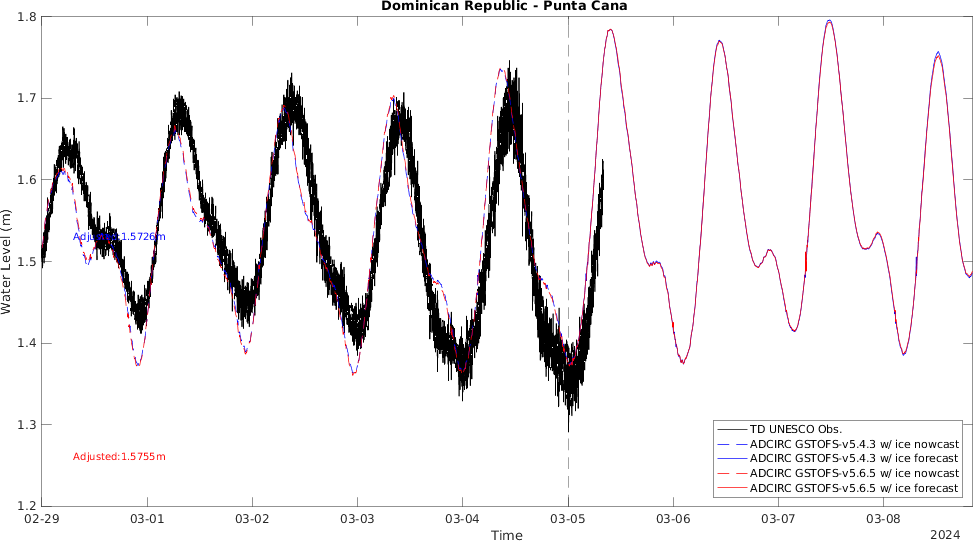 Dominican Republic - Punta Cana
1.8
1.7
1.6
1.5
1.4
1.3
1.2
Water Level (m)
Adjusted:1.5726m
Adjusted:1.5755m
TD UNESCO Obs.
ADCIRC GSTOFS-v5.4.3 w/ ice nowcast
ADCIRC GSTOFS-v5.4.3 w/ ice forecast
ADCIRC GSTOFS-v5.6.5 w/ ice nowcast
ADCIRC GSTOFS-v5.6.5 w/ ice forecast
02-29 03-01 03-02 03-03 03-04 03-05 03-06 03-07 03-08
Time
2024